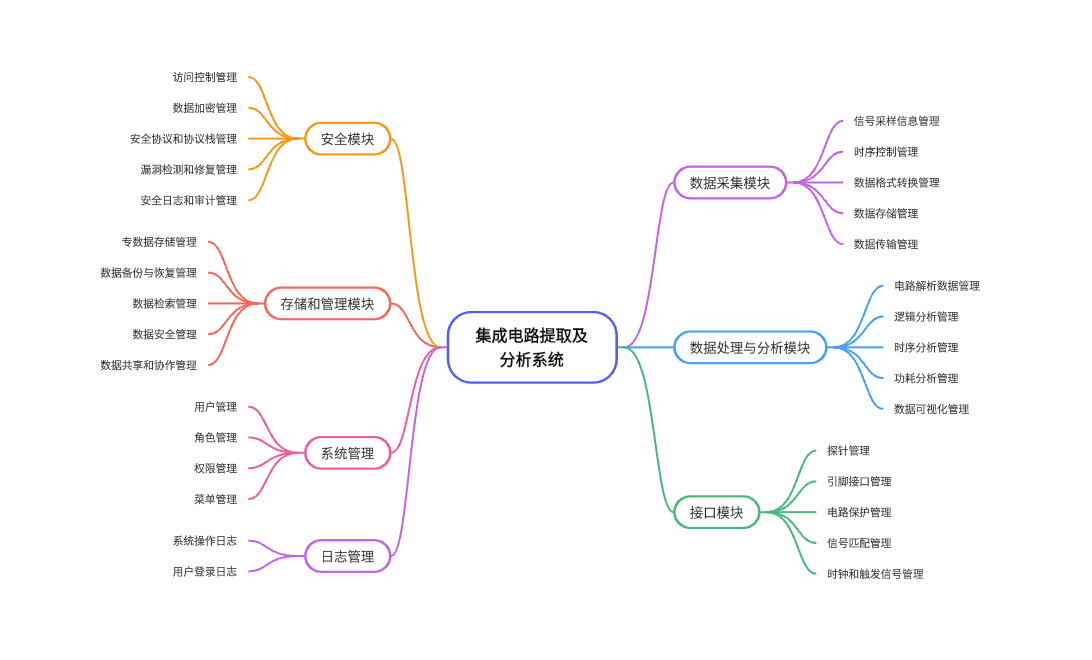 集成电路提取及
分析系统
安全模块
访问控制管理
数据加密管理
安全协议和协议栈管理
漏洞检测和修复管理
安全日志和审计管理
存储和管理模块
专数据存储管理
数据备份与恢复管理
数据检索管理
数据安全管理
数据共享和协作管理
系统管理
用户管理
角色管理
权限管理
菜单管理
日志管理
系统操作日志
用户登录日志
数据采集模块
信号采样信息管理
时序控制管理
数据格式转换管理
数据存储管理
数据传输管理
数据处理与分析模块
电路解析数据管理
逻辑分析管理
时序分析管理
功耗分析管理
数据可视化管理
接口模块
探针管理
引脚接口管理
电路保护管理
信号匹配管理
时钟和触发信号管理